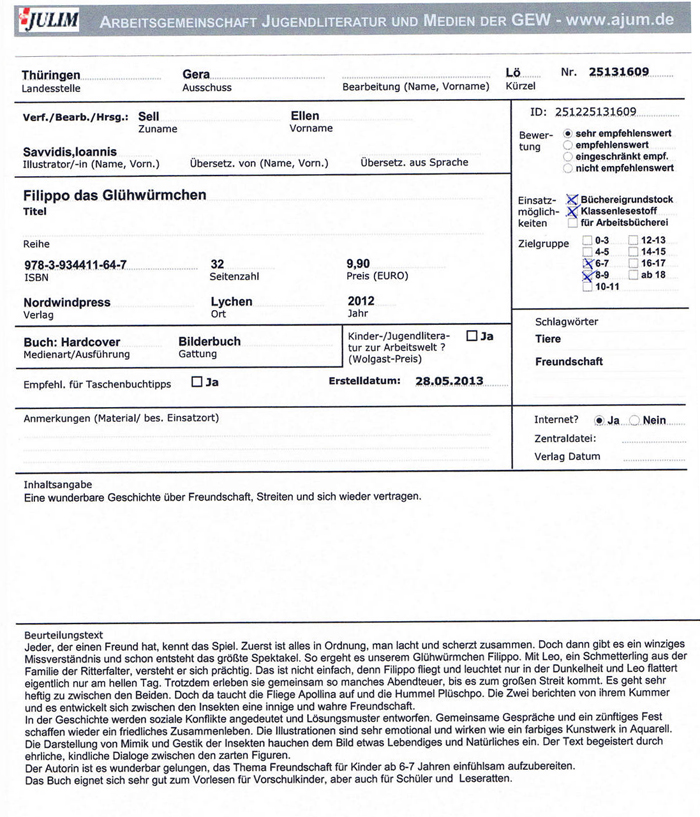 JULIM ARBEITSGEMEINSCHAFT JUGENDLITERATUR UND MEDIEN DER GEW - www.ajum.de
Thüringen Gera Lö Nr. 25131609
Landesstelle Ausschuss Bearbeitung (Name, Vorname) Kürzel
Verf./Bearb./Hrsg.: Sell Ellen
Zuname Vorname
Savvidis,Ioannis
Illustrator/-in (Name, Vorn.) Übersetz. von (Name, Vorn.) Übersetz. aus Sprache
ID: 251225131609
Bewer-
tung
sehr empfehlenswert
empfehlenswert
eingeschränkt empf.
nicht empfehlenswert
Filippo das Glühwürmchen
Titel
Reihe
978-3-934411-64-7 32 9,90
ISBN Seitenzahl Preis (EURO)
Nordwindpress Lychen 2012
Verlag Ort Jahr
Einsatz-
möglich-
keiten
Büchereigrundstock
Klassenlesestoff
für Arbeitsbücherei
Zielgruppe
0-3 12-13
4-5 14-15
6-7 16-17
8-9 ab 18
10-11
Buch: Hardcover Bilderbuch
Medienart/Ausführung Gattung
Kinder-/Jugendlitera-
tur zur Arbeitswelt ?
(Wolgast-Preis)
Ja
Empfehl. für Taschenbuchtipps Ja Erstelldatum: 28.05.2013
Schlagwörter
Tiere
Freundschaft
Anmerkungen (Material/ bes. Einsatzort)
Internet? Ja Nein
Zentraldatei:
Verlag Datum
Inhaltsangabe
Eine wunderbare Geschichte über Freundschaft, Streiten und sich wieder vertragen.
Beurteilungstext
Jeder, der einen Freund hat, kennt das Spiel. Zuerst ist alles in Ordnung, man lacht und scherzt zusammen. Doch dann gibt es ein winziges
Missverständnis und schon entsteht das größte Spektakel. So ergeht es unserem Glühwürmchen Filippo. Mit Leo, ein Schmetterling aus der
Familie der Ritterfalter, versteht er sich prächtig. Das ist nicht einfach, denn Filippo fliegt und leuchtet nur in der Dunkelheit und Leo flattert
eigentlich nur am hellen Tag. Trotzdem erleben sie gemeinsam so manches Abendteuer, bis es zum großen Streit kommt. Es geht sehr
heftig zu zwischen den Beiden. Doch da taucht die Fliege Apollina auf und die Hummel Plüschpo. Die Zwei berichten von ihrem Kummer
und es entwickelt sich zwischen den Insekten eine innige und wahre Freundschaft.
In der Geschichte werden soziale Konflikte angedeutet und Lösungsmuster entworfen. Gemeinsame Gespräche und ein zünftiges Fest
schaffen wieder ein friedliches Zusammenleben. Die Illustrationen sind sehr emotional und wirken wie ein farbiges Kunstwerk in Aquarell.
Die Darstellung von Mimik und Gestik der Insekten hauchen dem Bild etwas Lebendiges und Natürliches ein. Der Text begeistert durch
ehrliche, kindliche Dialoge zwischen den zarten Figuren.
Der Autorin ist es wunderbar gelungen, das Thema Freundschaft für Kinder ab 6-7 Jahren einfühlsam aufzubereiten.
Das Buch eignet sich sehr gut zum Vorlesen für Vorschulkinder, aber auch für Schüler und Leseratten.